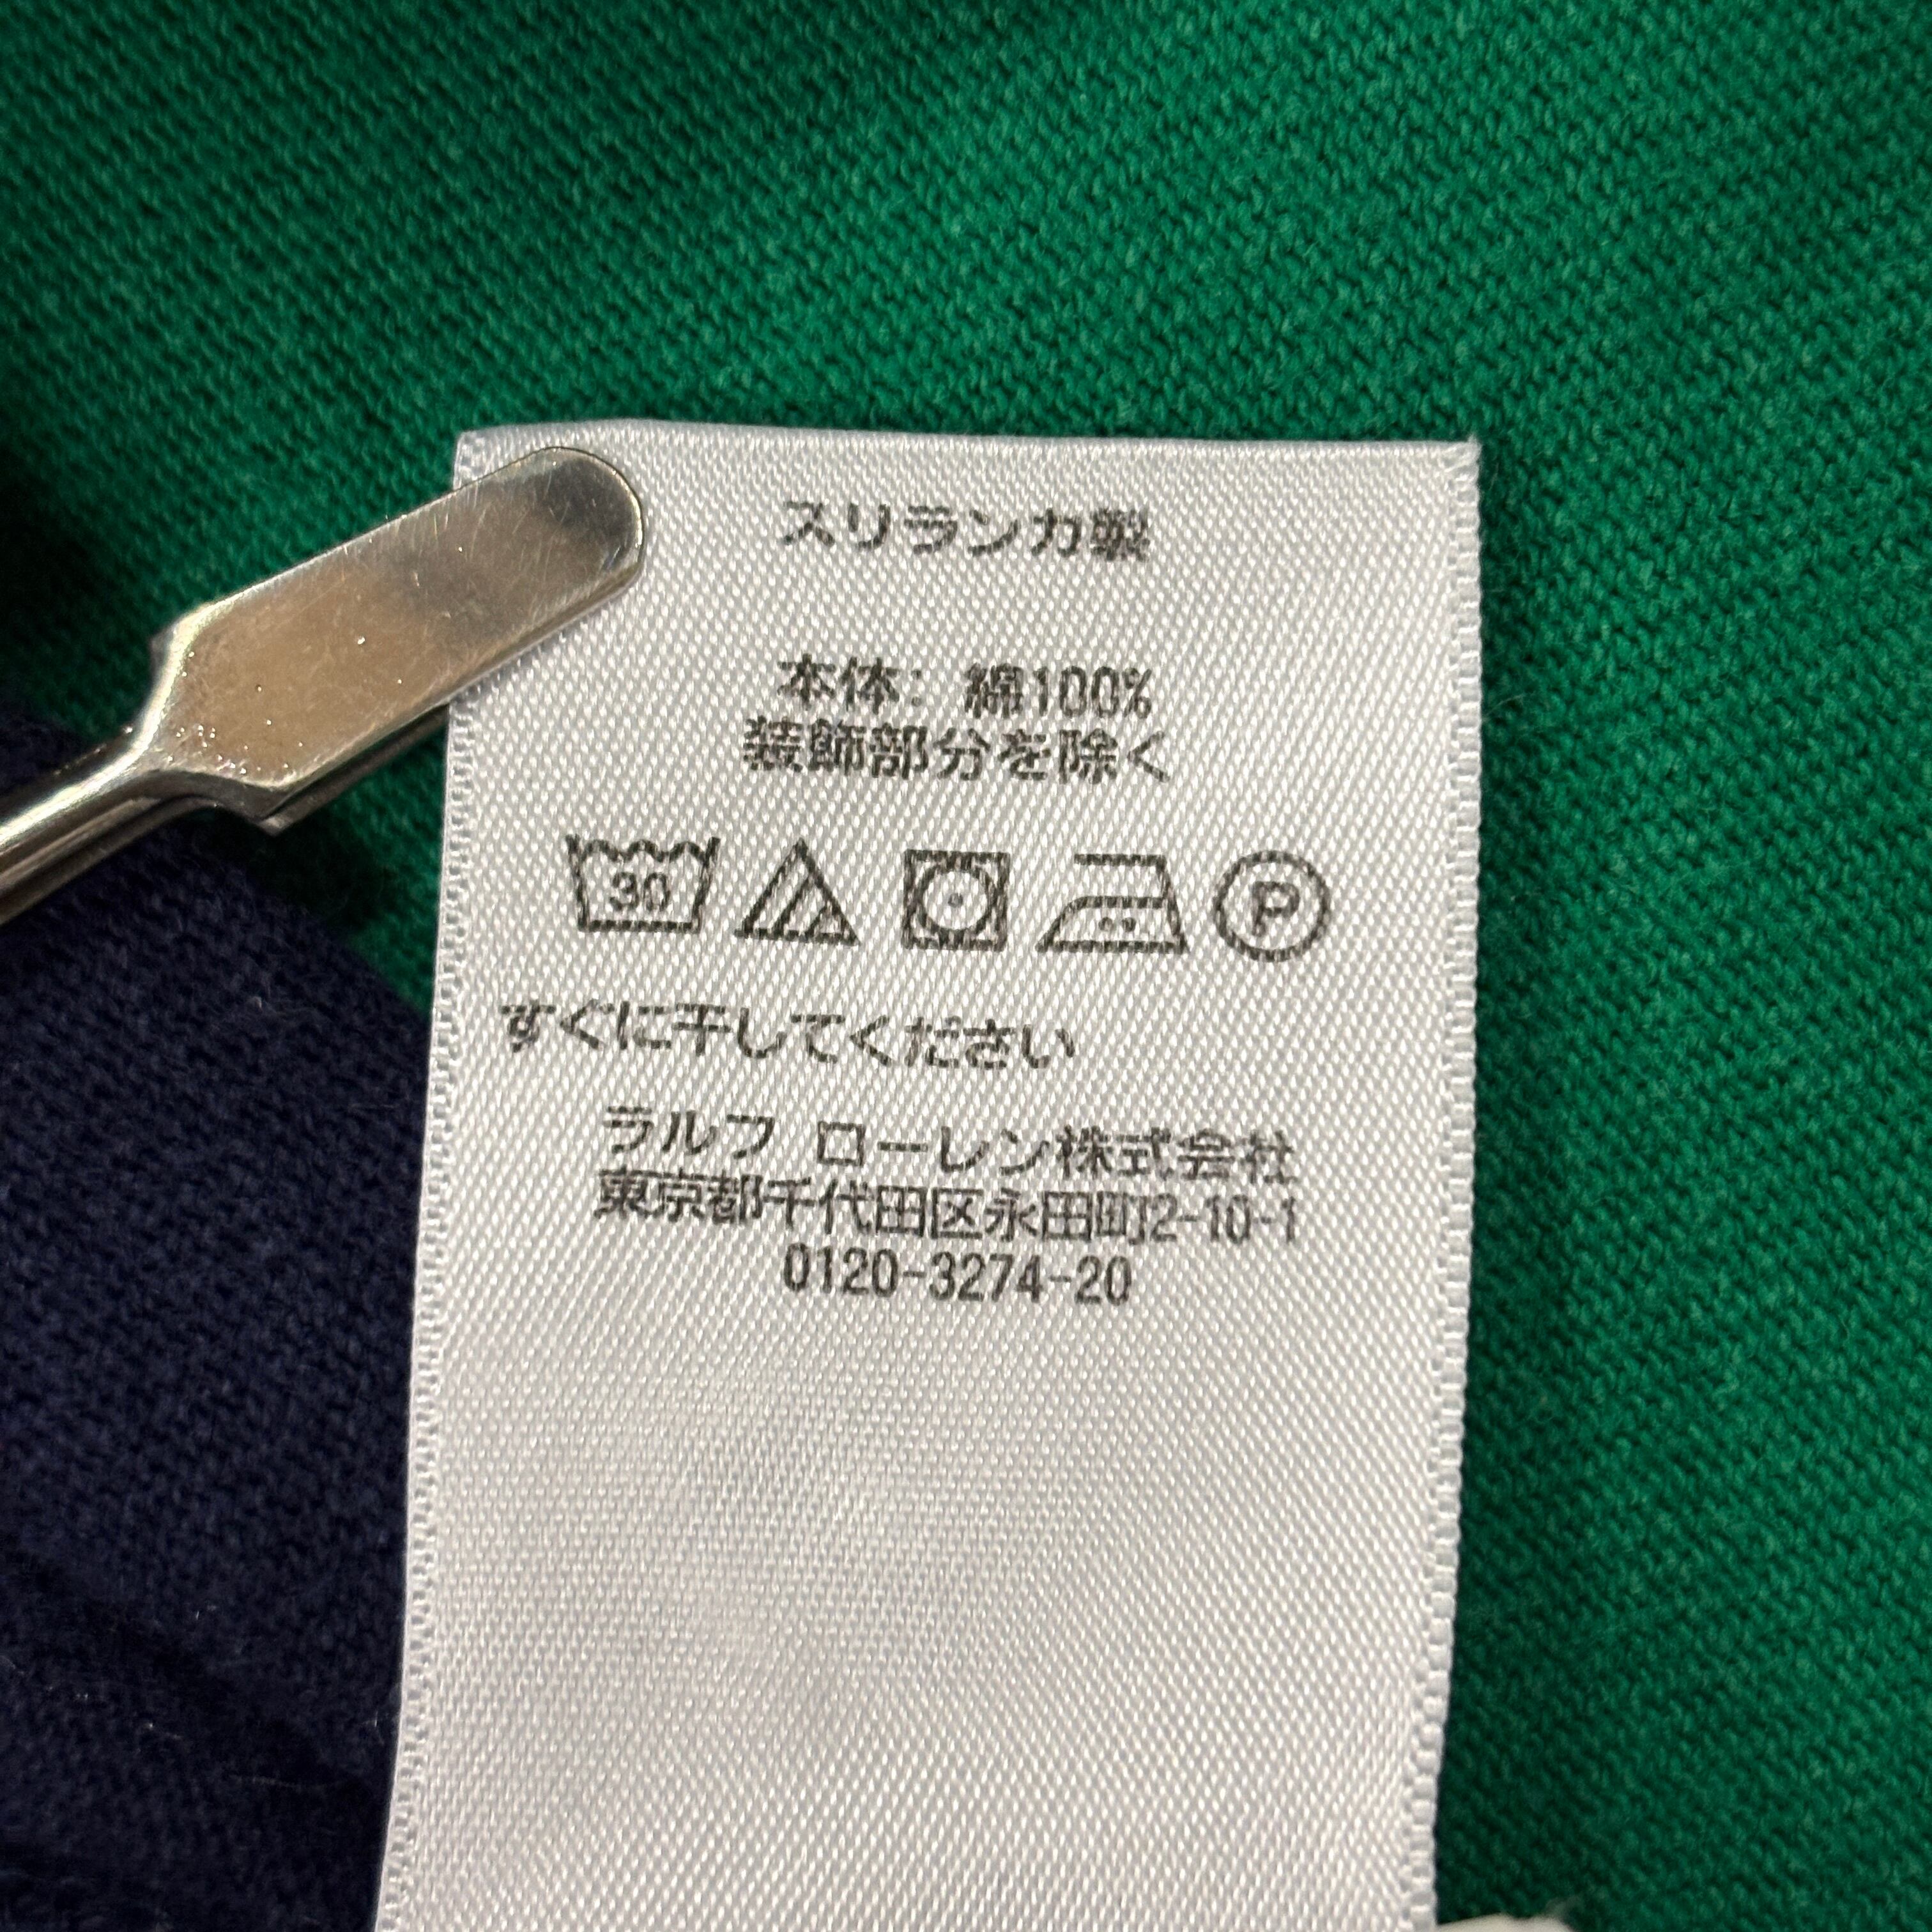 スリランカ製
本体: 綿100%
装飾部分を除く
30
P
すぐに干してください
ラルフ ローレン株式会社
東京都千代田区永田町2-10-1
0120-3274-20